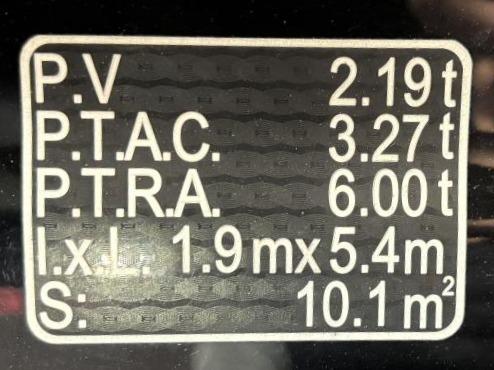 P.V 2.19 t
P.T.A.C. 3.27 t
P.T.R.A. 6.00 t
l.x.L. 1.9 m x 5.4 m
S: 10.1 m²